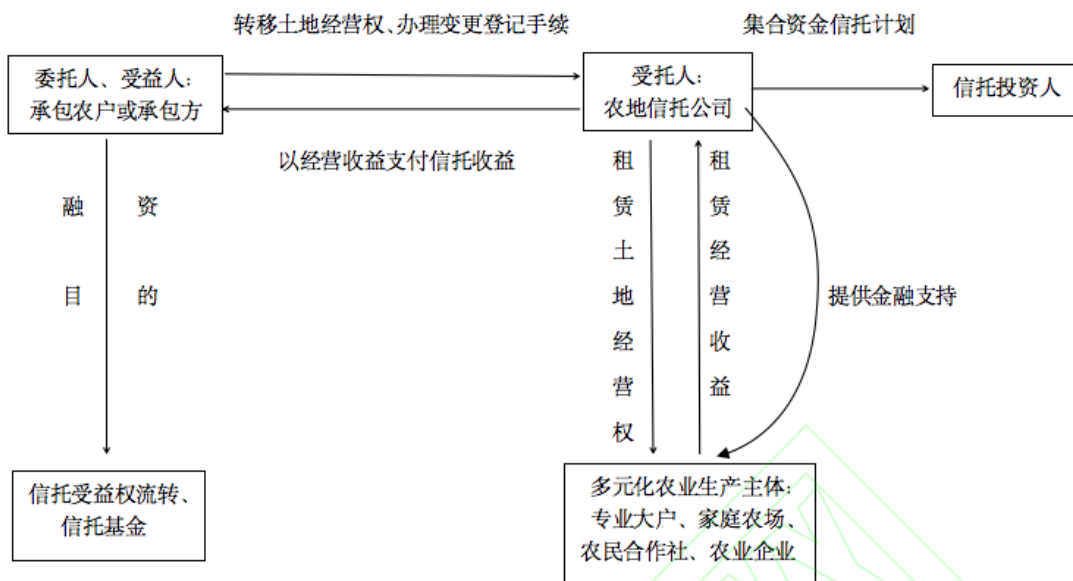 转移土地经营权、办理变更登记手续
集合资金信托计划
委托人、受益人:
承包农户或承包方
受托人:
农地信托公司
信托投资人
以经营收益支付信托收益
融资
目的
租赁土地经营权
租赁经营收益
提供金融支持
信托受益权流转、
信托基金
多元化农业生产主体:
专业大户、家庭农场、
农民合作社、农业企业